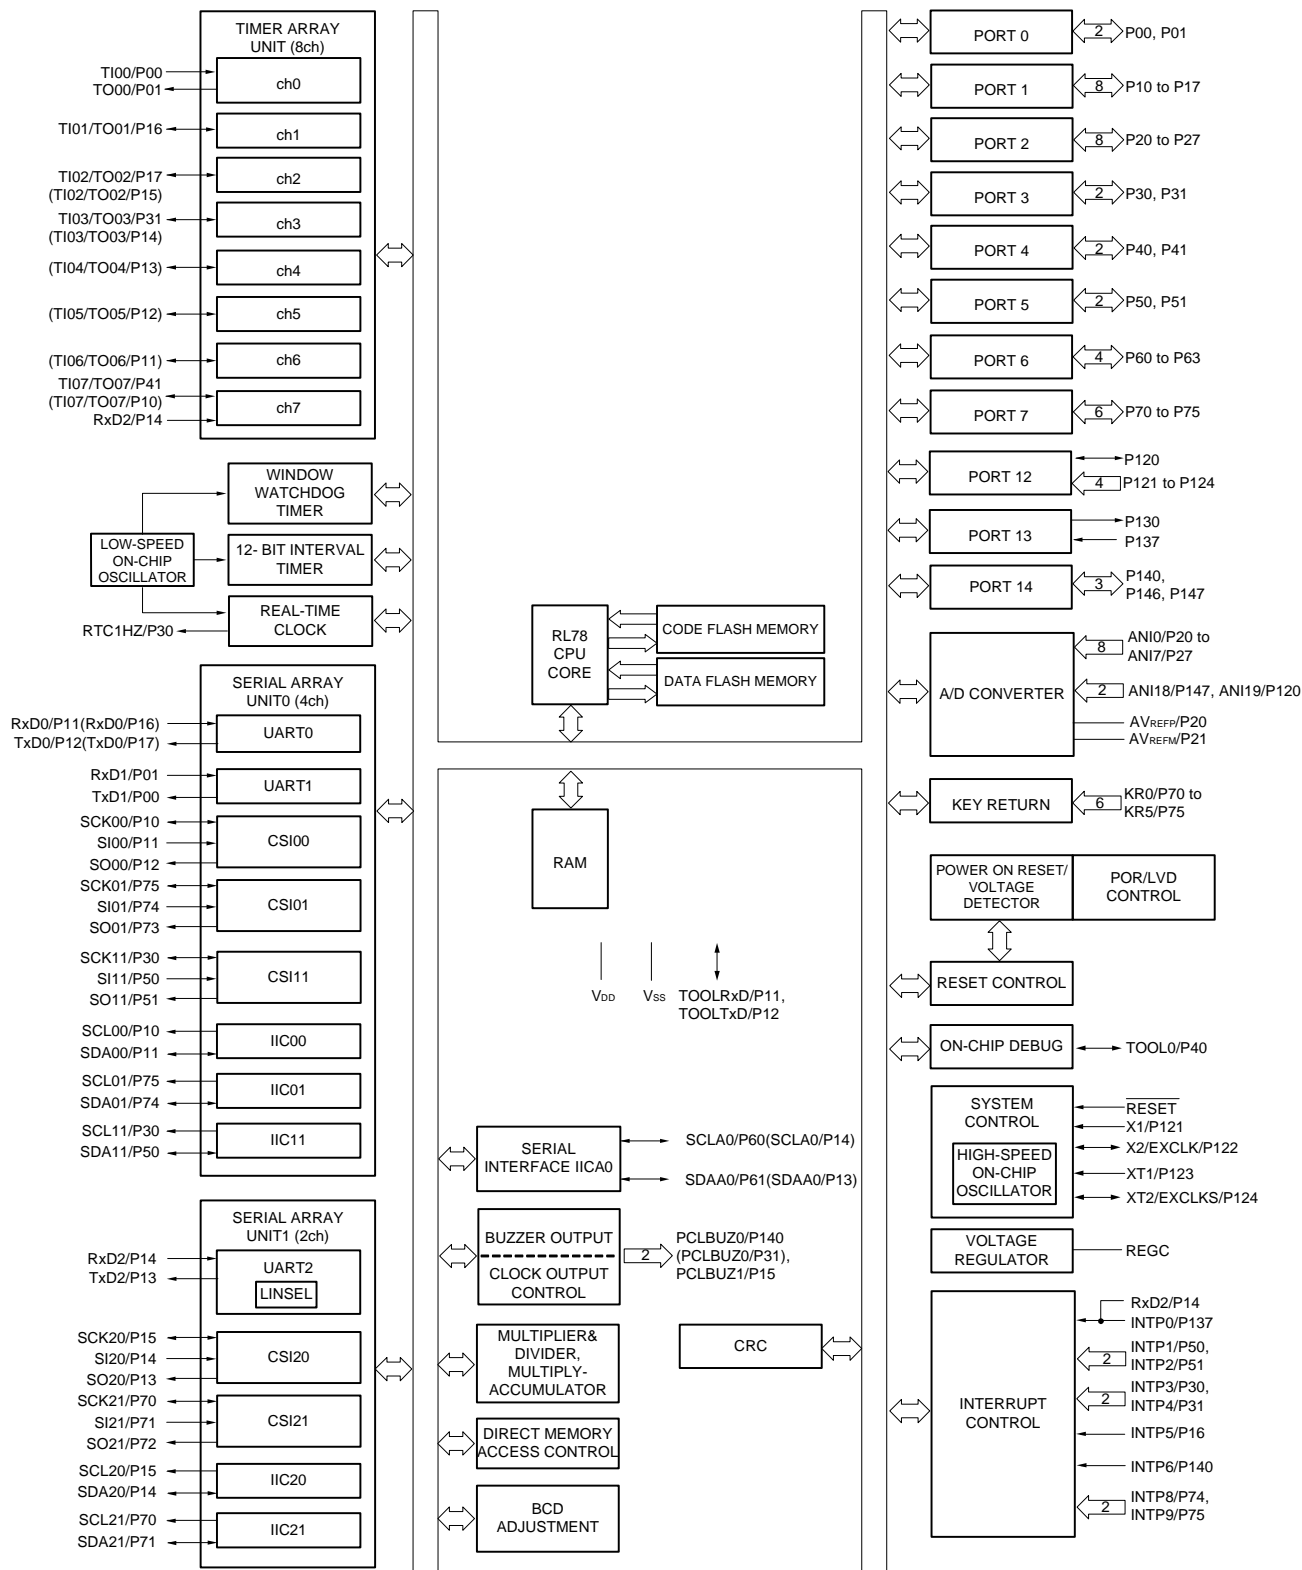 TIMER ARRAY
UNIT (8ch)
TI00/P00
TO00/P01
ch0
TI01/TO01/P16
ch1
TI02/TO02/P17
(TI02/TO02/P15)
ch2
TI03/TO03/P31
(TI03/TO03/P14)
ch3
(TI04/TO04/P13)
ch4
(TI05/TO05/P12)
ch5
(TI06/TO06/P11)
ch6
TI07/TO07/P41
(TI07/TO07/P10)
RxD2/P14
ch7
WINDOW
WATCHDOG
TIMER
LOW-SPEED
ON-CHIP
OSCILLATOR
12- BIT INTERVAL
TIMER
REAL-TIME
CLOCK
RTC1HZ/P30
SERIAL ARRAY
UNIT0 (4ch)
RxD0/P11(RxD0/P16)
TxD0/P12(TxD0/P17)
UART0
RxD1/P01
TxD1/P00
UART1
SCK00/P10
SI00/P11
SO00/P12
CSI00
SCK01/P75
SI01/P74
SO01/P73
CSI01
SCK11/P30
SI11/P50
SO11/P51
CSI11
SCL00/P10
SDA00/P11
IIC00
SCL01/P75
SDA01/P74
IIC01
SCL11/P30
SDA11/P50
IIC11
SERIAL ARRAY
UNIT1 (2ch)
RxD2/P14
TxD2/P13
UART2
LINSEL
SCK20/P15
SI20/P14
SO20/P13
CSI20
SCK21/P70
SI21/P71
SO21/P72
CSI21
SCL20/P15
SDA20/P14
IIC20
SCL21/P70
SDA21/P71
IIC21
RL78
CPU
CORE
CODE FLASH MEMORY
DATA FLASH MEMORY
RAM
VDD
VSS
TOOLRxD/P11,
TOOLTxD/P12
SERIAL
INTERFACE IICA0
SCLA0/P60(SCLA0/P14)
SDAA0/P61(SDAA0/P13)
BUZZER OUTPUT
CLOCK OUTPUT
CONTROL
2
PCLBUZ0/P140
(PCLBUZ0/P31),
PCLBUZ1/P15
MULTIPLIER&
DIVIDER,
MULTIPLY-
ACCUMULATOR
CRC
DIRECT MEMORY
ACCESS CONTROL
BCD
ADJUSTMENT
PORT 0
2
P00, P01
PORT 1
8
P10 to P17
PORT 2
8
P20 to P27
PORT 3
2
P30, P31
PORT 4
2
P40, P41
PORT 5
2
P50, P51
PORT 6
4
P60 to P63
PORT 7
6
P70 to P75
PORT 12
P120
4
P121 to P124
PORT 13
P130
P137
PORT 14
3
P140,
P146, P147
A/D CONVERTER
8
ANI0/P20 to
ANI7/P27
2
ANI18/P147, ANI19/P120
AVREFP/P20
AVREFM/P21
KEY RETURN
6
KR0/P70 to
KR5/P75
POWER ON RESET/
VOLTAGE
DETECTOR
POR/LVD
CONTROL
RESET CONTROL
ON-CHIP DEBUG
TOOL0/P40
SYSTEM
CONTROL
HIGH-SPEED
ON-CHIP
OSCILLATOR
RESET
X1/P121
X2/EXCLK/P122
XT1/P123
XT2/EXCLKS/P124
VOLTAGE
REGULATOR
REGC
INTERRUPT
CONTROL
RxD2/P14
INTP0/P137
2
INTP1/P50,
INTP2/P51
2
INTP3/P30,
INTP4/P31
INTP5/P16
INTP6/P140
2
INTP8/P74,
INTP9/P75